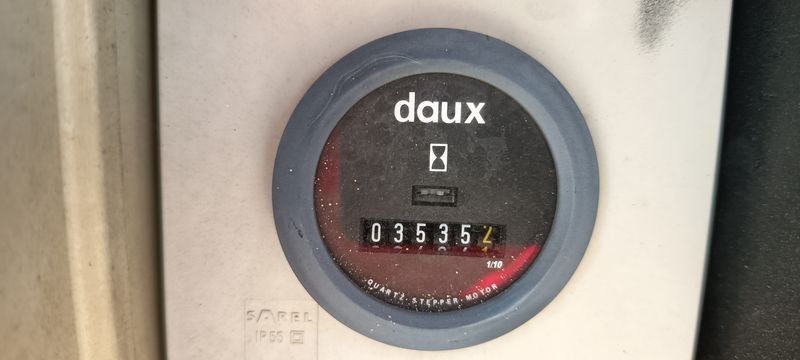 daux
035352
1/10
QUARTZ STEPPER MOTOR
SAREL
IP55